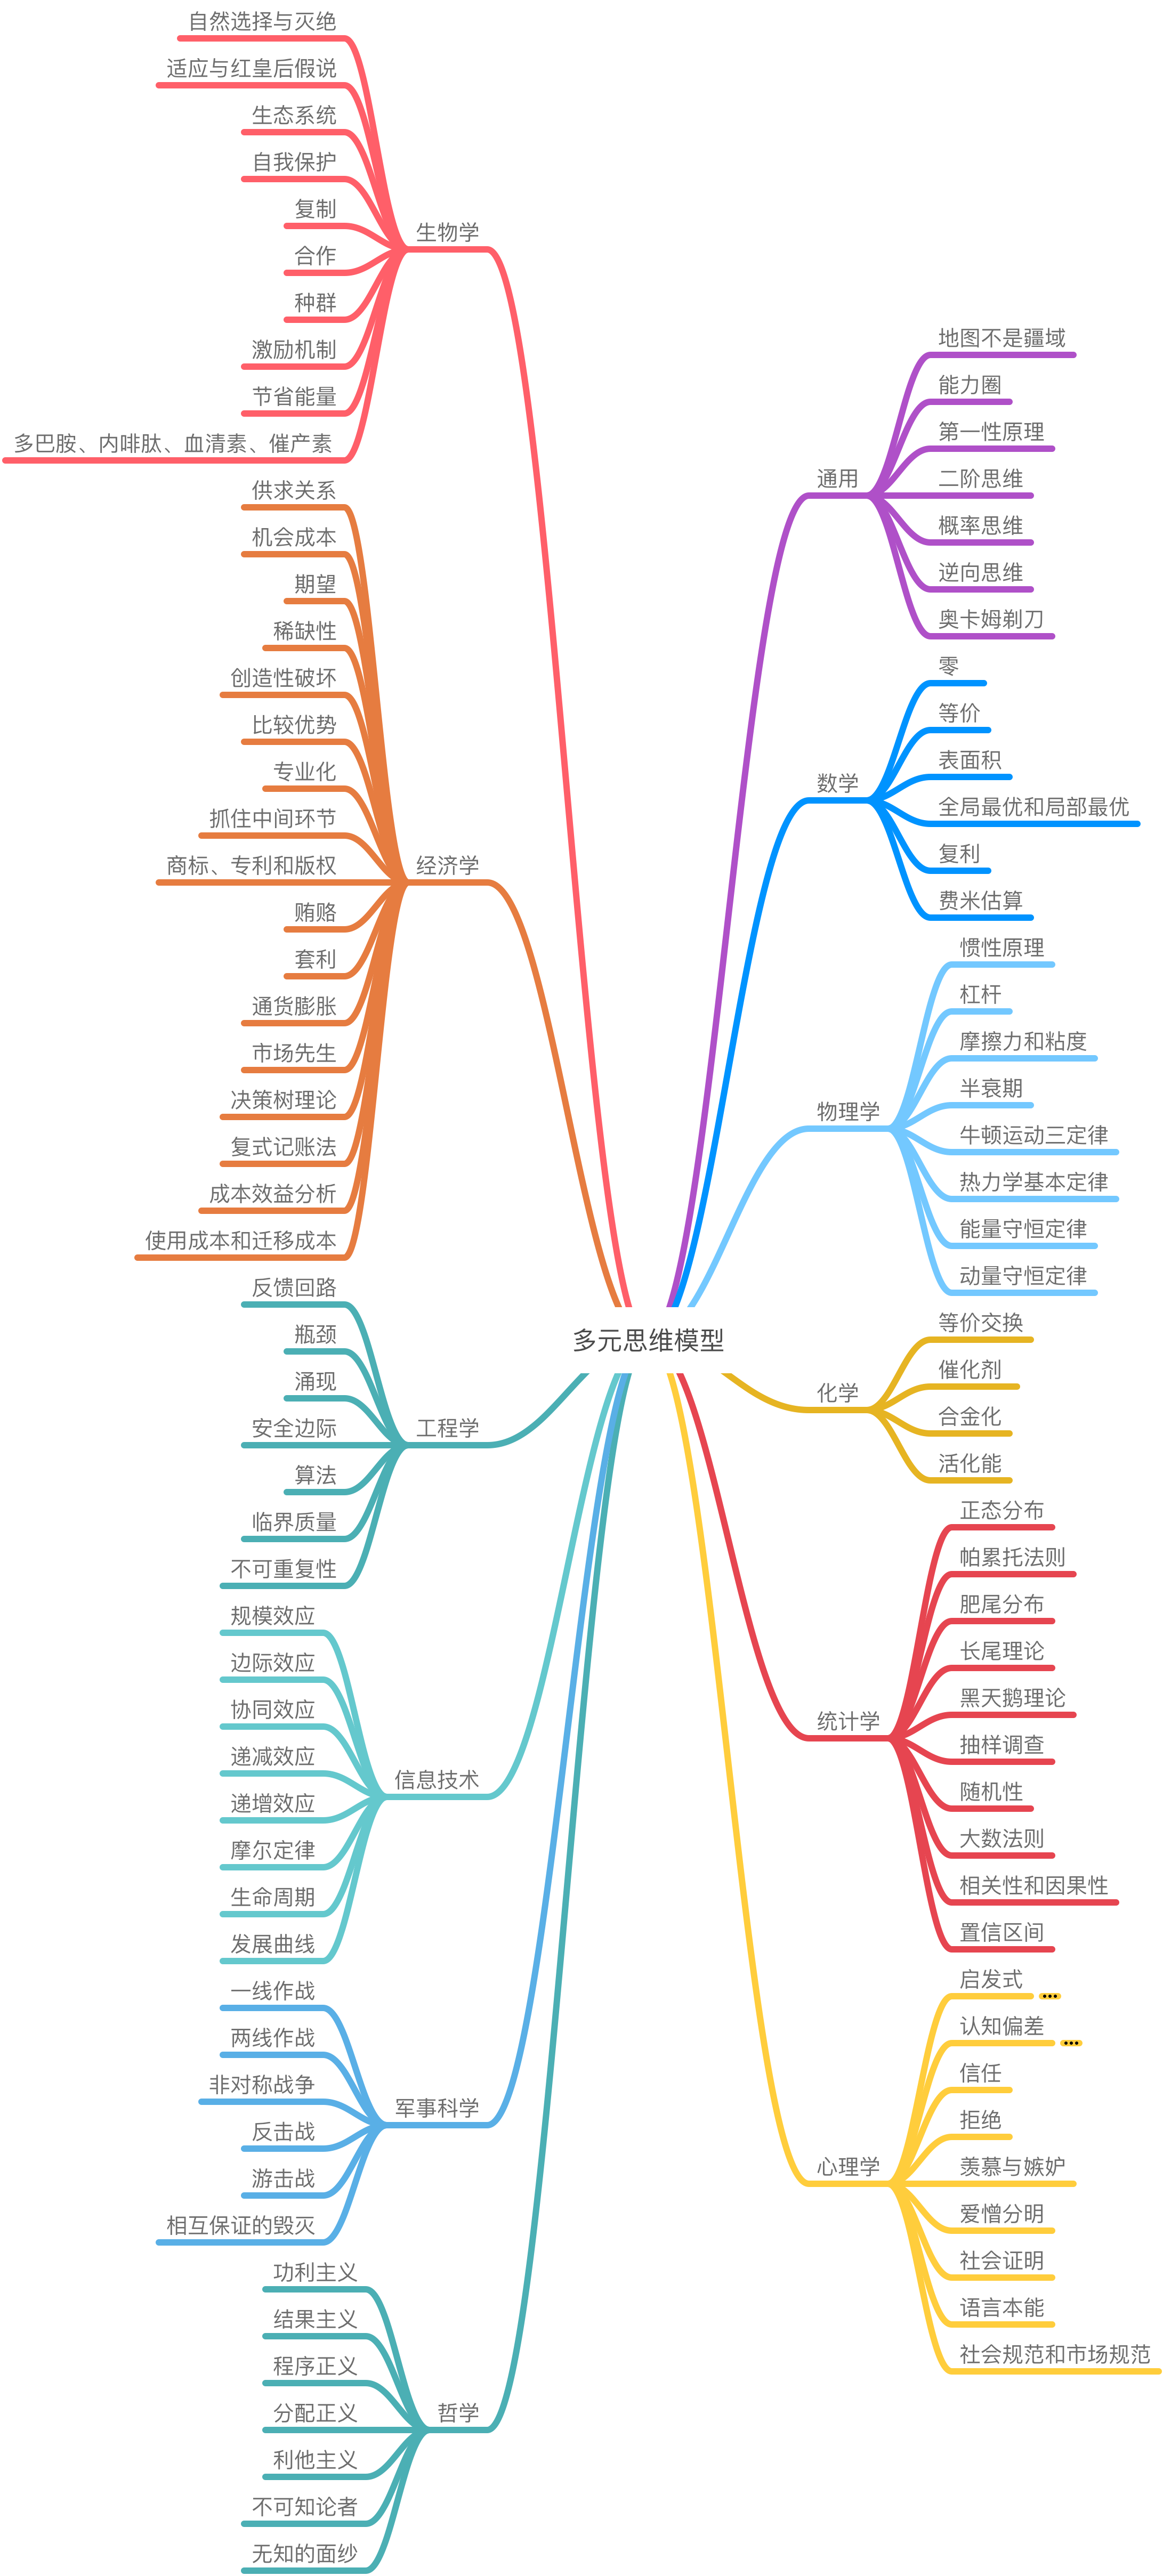 多元思维模型
通用
地图不是疆域
能力圈
第一性原理
二阶思维
概率思维
逆向思维
奥卡姆剃刀
数学
零
等价
表面积
全局最优和局部最优
复利
费米估算
物理学
惯性原理
杠杆
摩擦力和粘度
半衰期
牛顿运动三定律
热力学基本定律
能量守恒定律
动量守恒定律
化学
等价交换
催化剂
合金化
活化能
统计学
正态分布
帕累托法则
肥尾分布
长尾理论
黑天鹅理论
抽样调查
随机性
大数法则
相关性和因果性
置信区间
心理学
启发式
认知偏差
信任
拒绝
羡慕与嫉妒
爱憎分明
社会证明
语言本能
社会规范和市场规范
生物学
自然选择与灭绝
适应与红皇后假说
生态系统
自我保护
复制
合作
种群
激励机制
节省能量
多巴胺、内啡肽、血清素、催产素
经济学
供求关系
机会成本
期望
稀缺性
创造性破坏
比较优势
专业化
抓住中间环节
商标、专利和版权
贿赂
套利
通货膨胀
市场先生
决策树理论
复式记账法
成本效益分析
使用成本和迁移成本
工程学
反馈回路
瓶颈
涌现
安全边际
算法
临界质量
不可重复性
信息技术
规模效应
边际效应
协同效应
递减效应
递增效应
摩尔定律
生命周期
发展曲线
军事科学
一线作战
两线作战
非对称战争
反击战
游击战
相互保证的毁灭
哲学
功利主义
结果主义
程序正义
分配正义
利他主义
不可知论者
无知的面纱